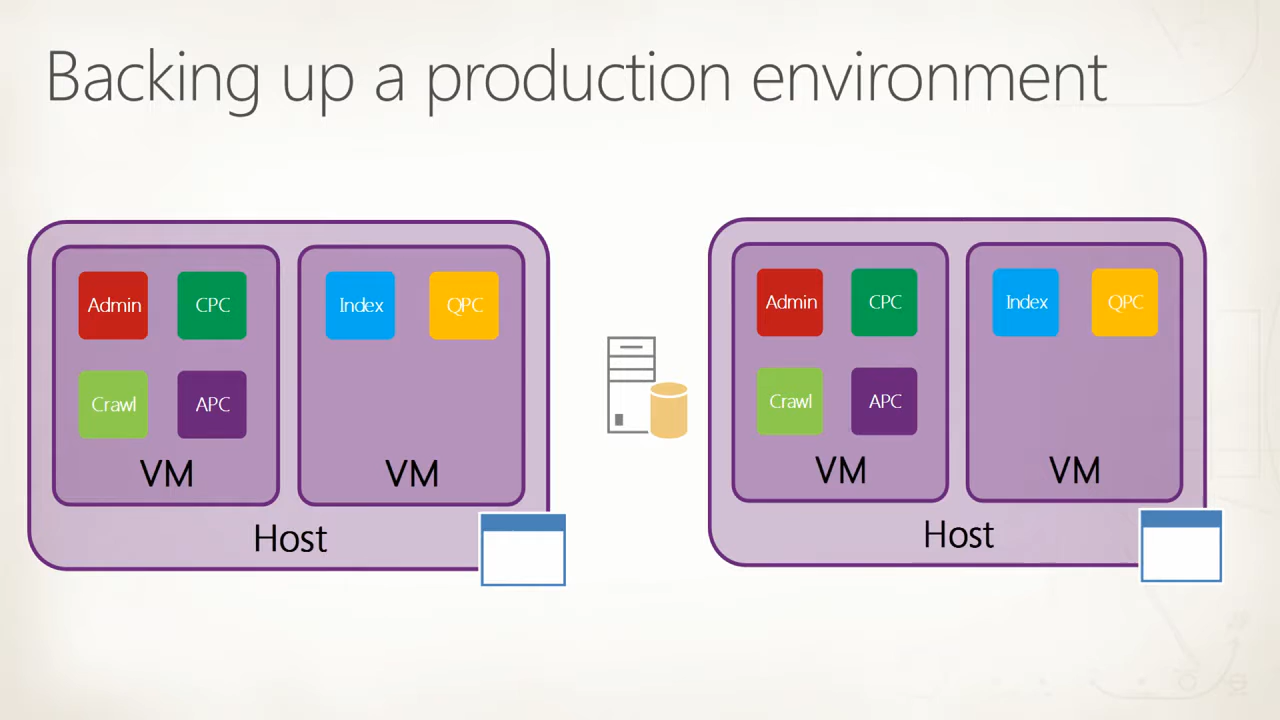 Backing up a production environment
Admin
CPC
Crawl
APC
VM
Index
QPC
VM
Host
Admin
CPC
Crawl
APC
VM
Index
QPC
VM
Host